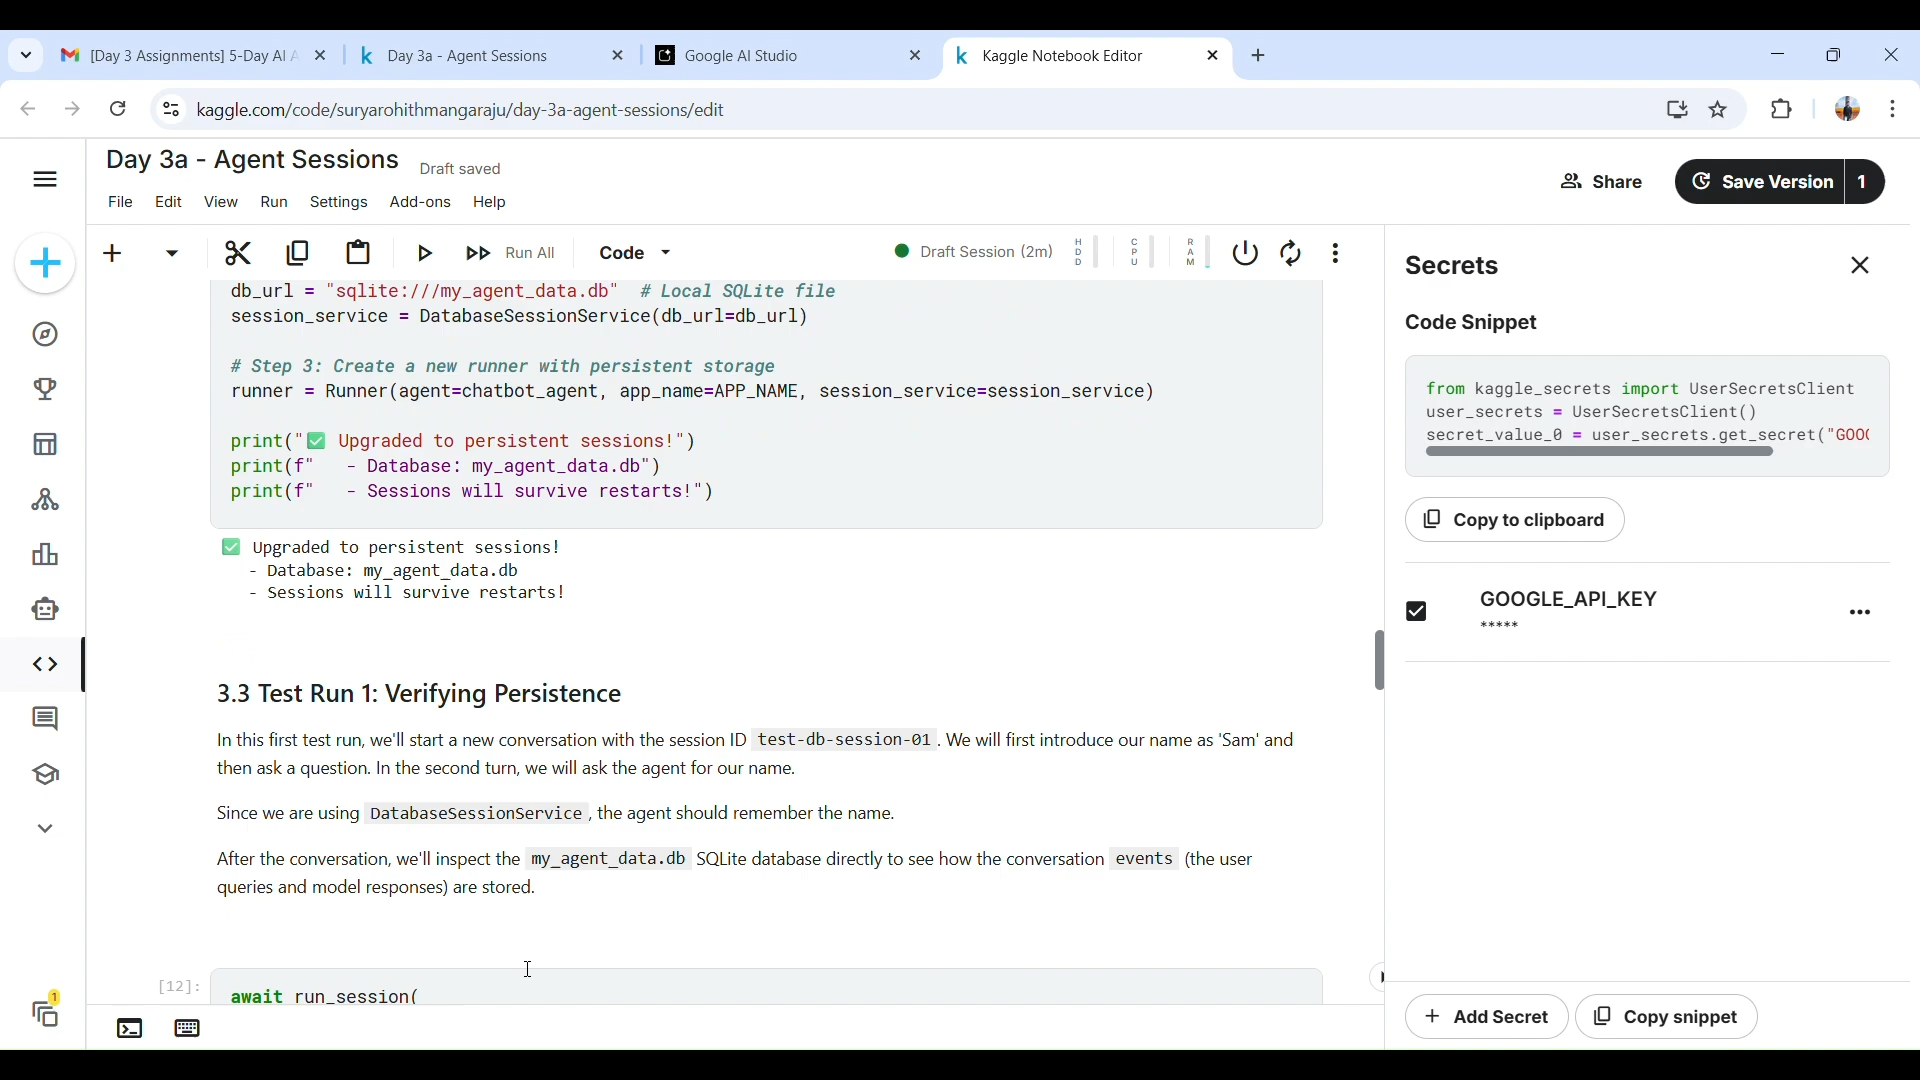 [Day 3 Assignments] 5-Day AI A
Day 3a - Agent Sessions
Google AI Studio
Kaggle Notebook Editor
kaggle.com/code/suryarohithmangaraju/day-3a-agent-sessions/edit
Day 3a - Agent Sessions
Draft saved
File Edit View Run Settings Add-ons Help
Share
Save Version 1
Run All
Code
Draft Session (2m)
HDD
CPU
RAM
db_url = "sqlite:///my_agent_data.db"  # Local SQLite file
session_service = DatabaseSessionService(db_url=db_url)
# Step 3: Create a new runner with persistent storage
runner = Runner(agent=chatbot_agent, app_name=APP_NAME, session_service=session_service)
print("✅ Upgraded to persistent sessions!")
print(f"   - Database: my_agent_data.db")
print(f"   - Sessions will survive restarts!")
✅ Upgraded to persistent sessions!
- Database: my_agent_data.db
- Sessions will survive restarts!
3.3 Test Run 1: Verifying Persistence
In this first test run, we'll start a new conversation with the session ID test-db-session-01 . We will first introduce our name as 'Sam' and
then ask a question. In the second turn, we will ask the agent for our name.
Since we are using DatabaseSessionService , the agent should remember the name.
After the conversation, we'll inspect the my_agent_data.db SQLite database directly to see how the conversation events (the user
queries and model responses) are stored.
[12]:
await run_session(
Secrets
Code Snippet
from kaggle_secrets import UserSecretsClient
user_secrets = UserSecretsClient()
secret_value_0 = user_secrets.get_secret("GOO
Copy to clipboard
GOOGLE_API_KEY
*****
Add Secret
Copy snippet
1